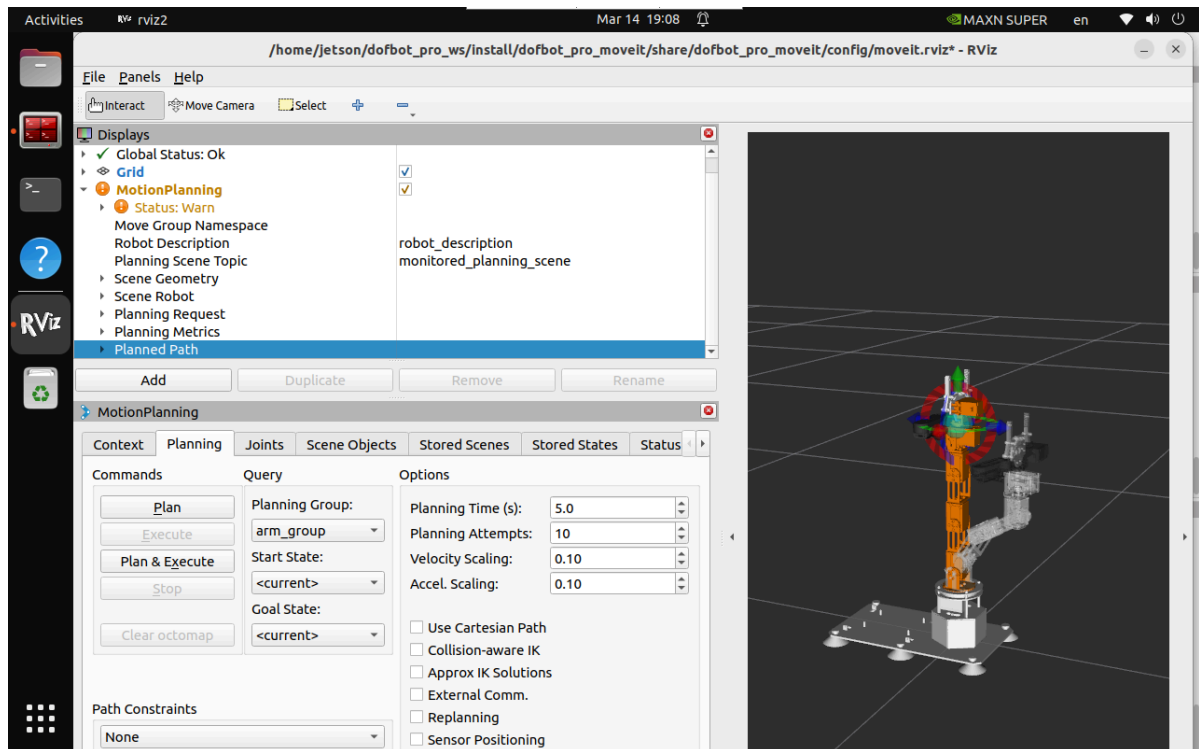 Activities rviz2 Mar 14 19:08 MAXN SUPER en
/home/jetson/dofbot_pro_ws/install/dofbot_pro_moveit/share/dofbot_pro_moveit/config/moveit.rviz* - RViz
File Panels Help
Interact Move Camera Select
Displays
Global Status: Ok
Grid
MotionPlanning
Status: Warn
Move Group Namespace
Robot Description robot_description
Planning Scene Topic monitored_planning_scene
Scene Geometry
Scene Robot
Planning Request
Planning Metrics
Planned Path
Add Duplicate Remove Rename
MotionPlanning
Context Planning Joints Scene Objects Stored Scenes Stored States Status
Commands Query Options
Plan
Execute
Plan & Execute
Stop
Clear octomap
Planning Group:
arm_group
Start State:
<current>
Goal State:
<current>
Planning Time (s): 5.0
Planning Attempts: 10
Velocity Scaling: 0.10
Accel. Scaling: 0.10
Use Cartesian Path
Collision-aware IK
Approx IK Solutions
External Comm.
Replanning
Sensor Positioning
Path Constraints
None
RViz